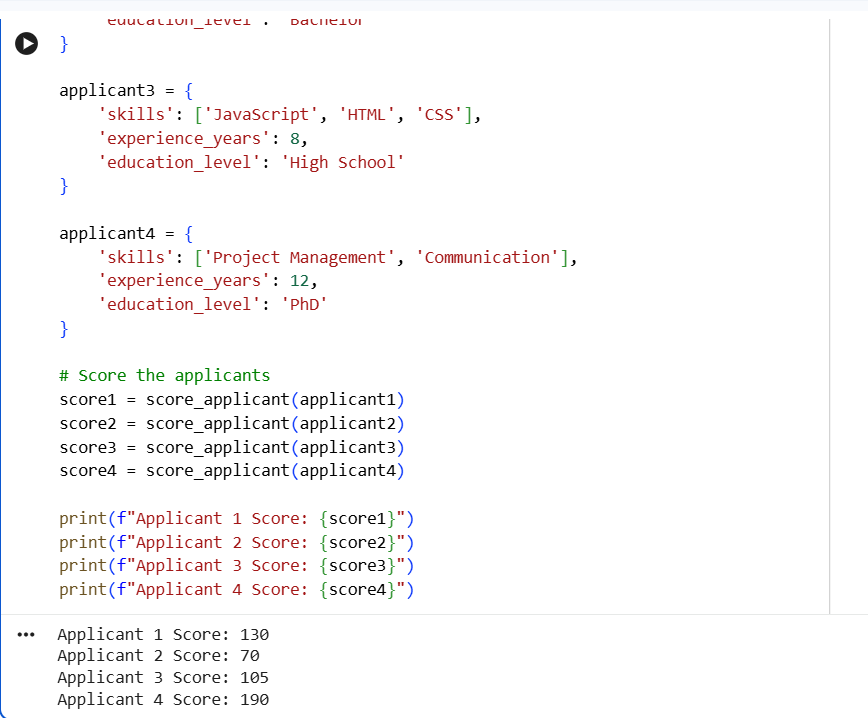 education_level': 'Bachelor'
}
applicant3 = {
    'skills': ['JavaScript', 'HTML', 'CSS'],
    'experience_years': 8,
    'education_level': 'High School'
}
applicant4 = {
    'skills': ['Project Management', 'Communication'],
    'experience_years': 12,
    'education_level': 'PhD'
}
# Score the applicants
score1 = score_applicant(applicant1)
score2 = score_applicant(applicant2)
score3 = score_applicant(applicant3)
score4 = score_applicant(applicant4)
print(f"Applicant 1 Score: {score1}")
print(f"Applicant 2 Score: {score2}")
print(f"Applicant 3 Score: {score3}")
print(f"Applicant 4 Score: {score4}")
Applicant 1 Score: 130
Applicant 2 Score: 70
Applicant 3 Score: 105
Applicant 4 Score: 190